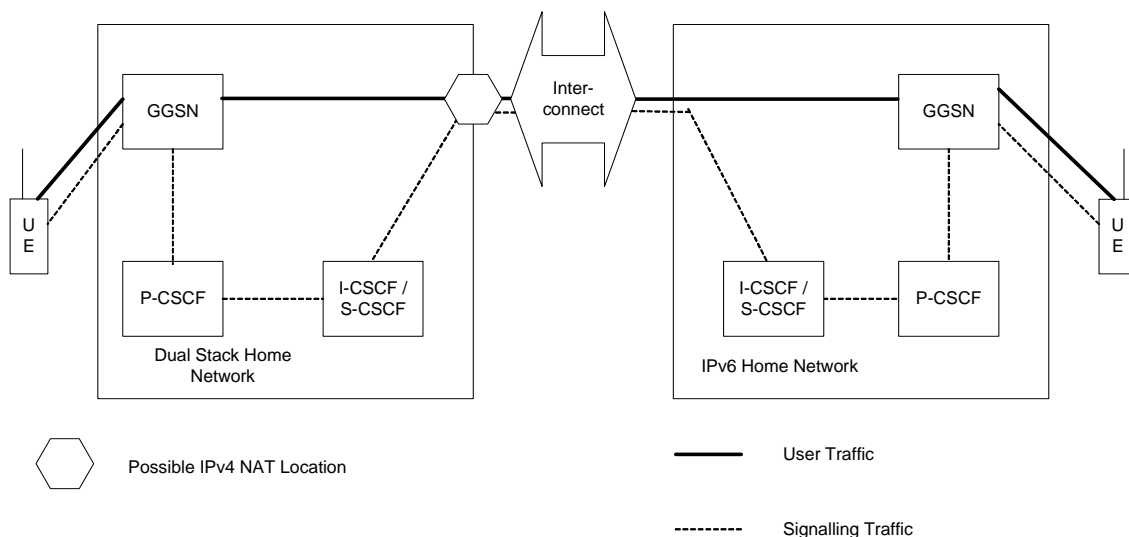 Inter-
connect
GGSN
GGSN
U
E
U
E
P-CSCF
I-CSCF /
S-CSCF
I-CSCF /
S-CSCF
P-CSCF
Dual Stack Home
Network
IPv6 Home Network
Possible IPv4 NAT Location
User Traffic
Signalling Traffic